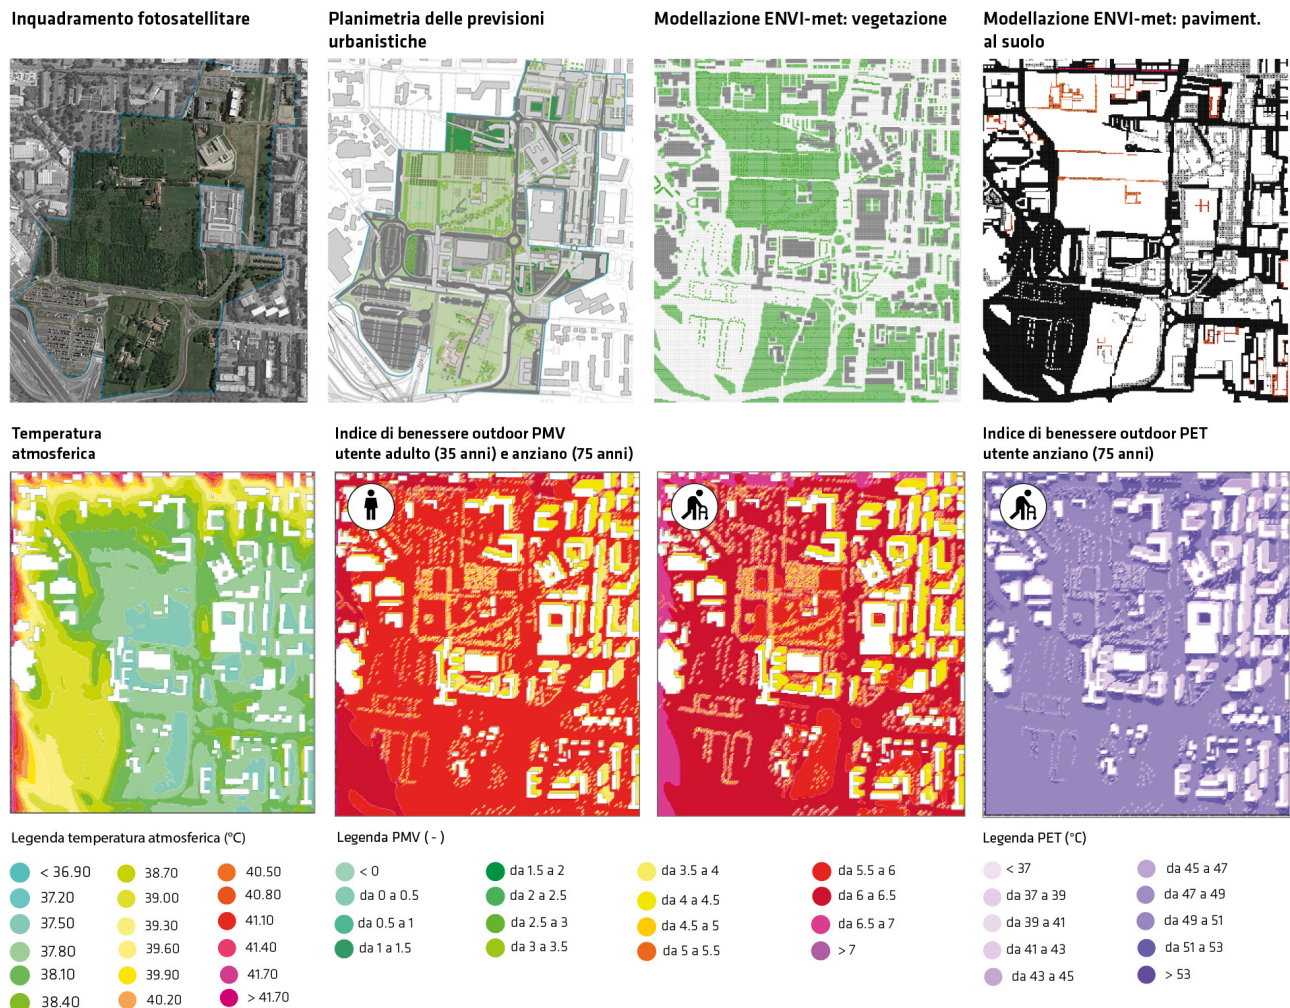 Inquadramento fotosatellitare
Planimetria delle previsioni
urbanistiche
Modellazione ENVI-met: vegetazione
Modellazione ENVI-met: paviment.
al suolo
Temperatura
atmosferica
Indice di benessere outdoor PMV
utente adulto (35 anni) e anziano (75 anni)
Indice di benessere outdoor PET
utente anziano (75 anni)
Legenda temperatura atmosferica (°C)
< 36.90
37.20
37.50
37.80
38.10
38.40
38.70
39.00
39.30
39.60
39.90
40.20
40.50
40.80
41.10
41.40
41.70
> 41.70
Legenda PMV ( - )
< 0
da 0 a 0.5
da 0.5 a 1
da 1 a 1.5
da 1.5 a 2
da 2 a 2.5
da 2.5 a 3
da 3 a 3.5
da 3.5 a 4
da 4 a 4.5
da 4.5 a 5
da 5 a 5.5
da 5.5 a 6
da 6 a 6.5
da 6.5 a 7
> 7
Legenda PET (°C)
< 37
da 37 a 39
da 39 a 41
da 41 a 43
da 43 a 45
da 45 a 47
da 47 a 49
da 49 a 51
da 51 a 53
> 53